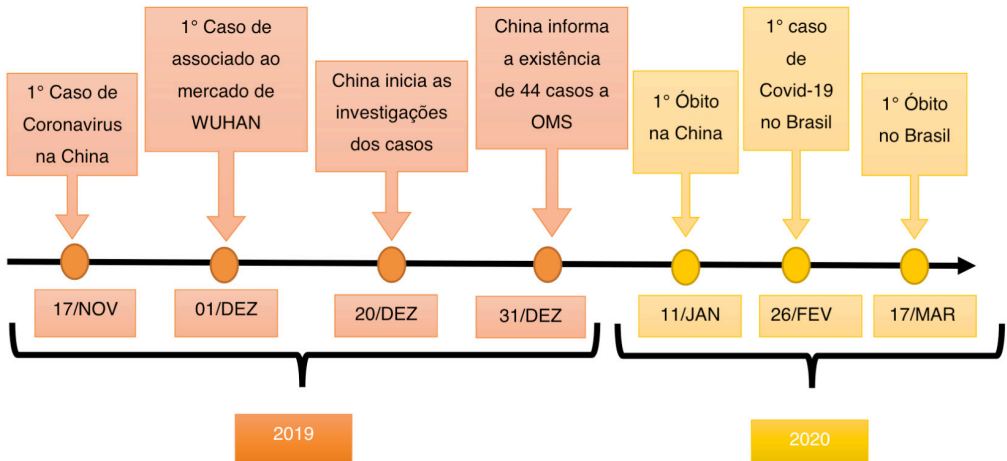 1° Caso de
Coronavirus
na China
1° Caso de
associado ao
mercado de
WUHAN
China inicia as
investigações
dos casos
China informa
a existência
de 44 casos a
OMS
1° Óbito
na China
1° caso
de
Covid-19
no Brasil
1° Óbito
no Brasil
17/NOV
01/DEZ
20/DEZ
31/DEZ
11/JAN
26/FEV
17/MAR
2019
2020